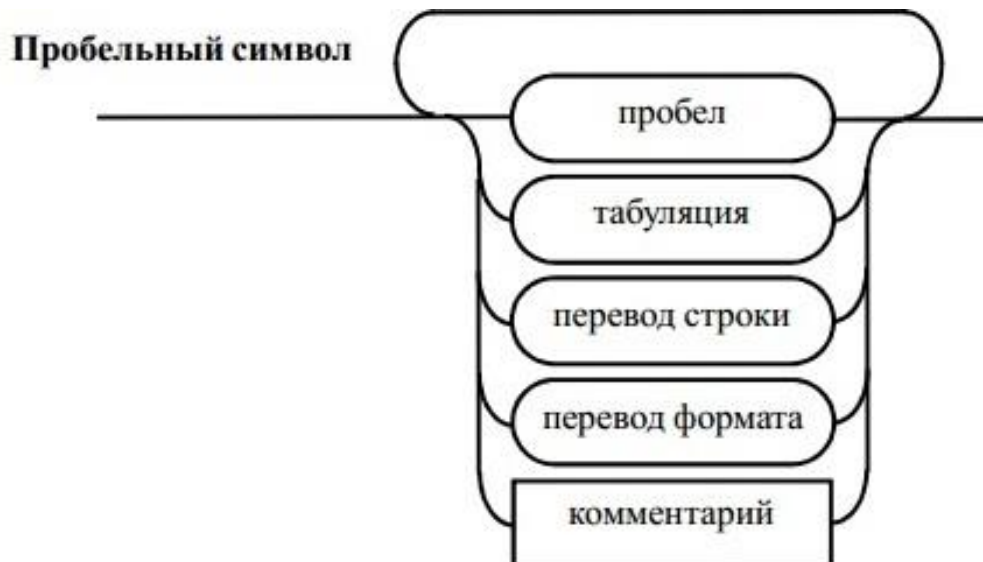 Пробельный символ
пробел
табуляция
перевод строки
перевод формата
комментарий